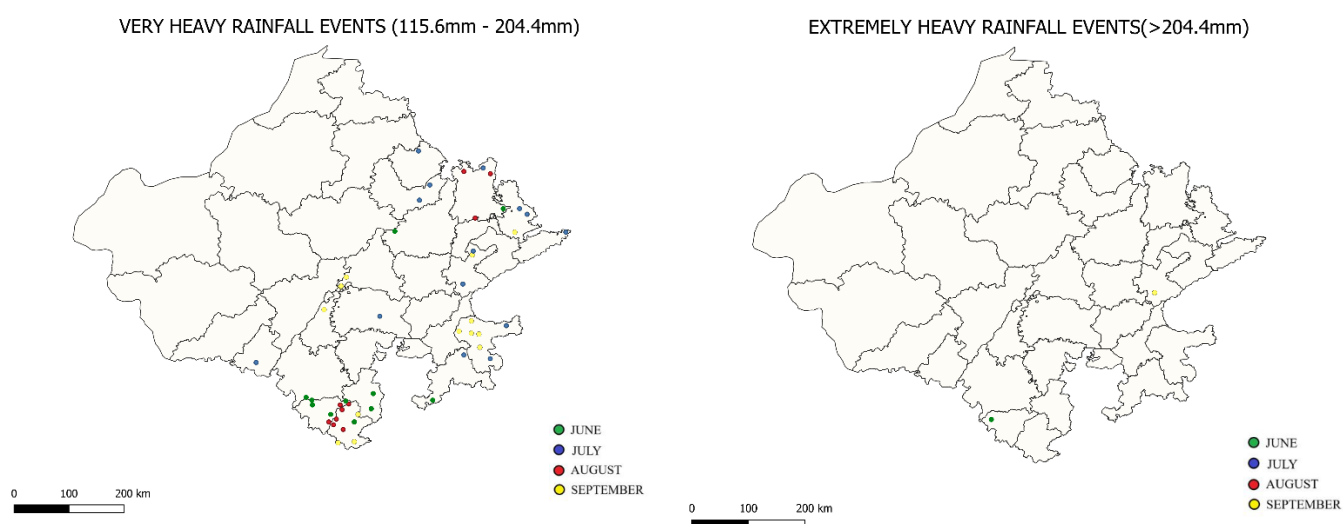 VERY HEAVY RAINFALL EVENTS (115.6mm - 204.4mm)
JUNE
JULY
AUGUST
SEPTEMBER
0 100 200 km
EXTREMELY HEAVY RAINFALL EVENTS(>204.4mm)
JUNE
JULY
AUGUST
SEPTEMBER
0 100 200 km